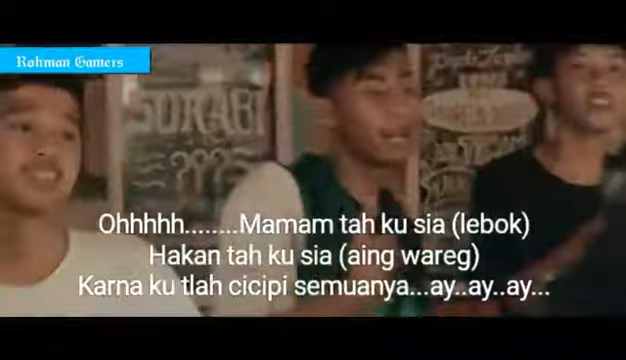 Rohman Gamers
SURABI
Ohhhhh........Mamam tah ku sia (lebok)
Hakan tah ku sia (aing wareg)
Karna ku tlah cicipi semuanya...ay..ay..ay...